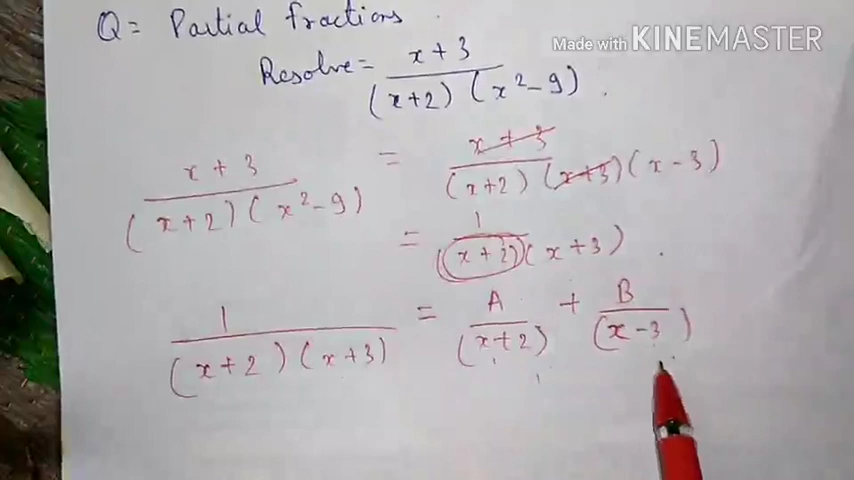 Q= Partial fractions
Made with KINEMASTER
Resolve= x+3 / (x+2) (x²-9)
x+3 / (x+2) (x²-9) = x+3 / (x+2) (x+3) (x-3)
= 1 / (x+2) (x+3)
1 / (x+2) (x+3) = A / (x+2) + B / (x-3)